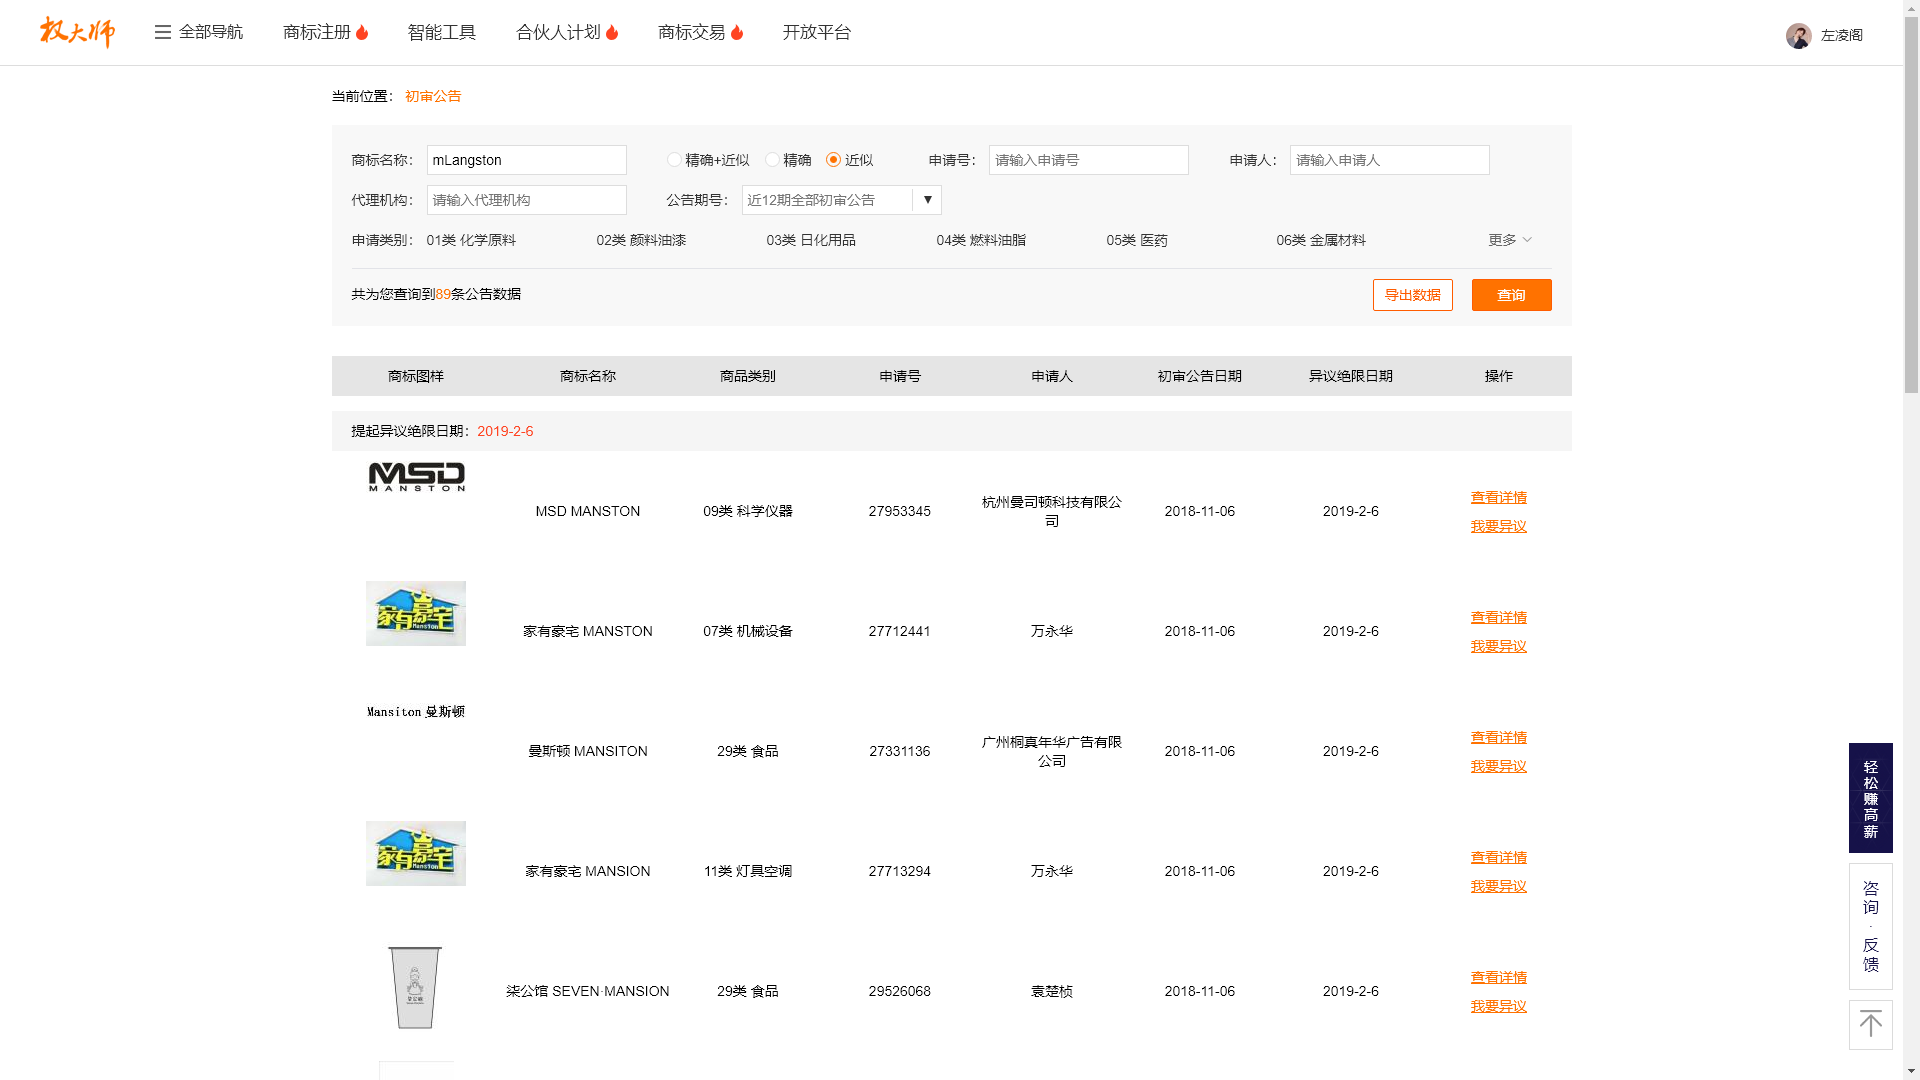 权大师
全部导航
商标注册
智能工具
合伙人计划
商标交易
开放平台
左凌阁
当前位置： 初审公告
商标名称： mLangston 精确+近似 精确 近似 申请号： 请输入申请号 申请人： 请输入申请人
代理机构： 请输入代理机构 公告期号： 近12期全部初审公告 ▼
申请类别： 01类 化学原料 02类 颜料油漆 03类 日化用品 04类 燃料油脂 05类 医药 06类 金属材料 更多
共为您查询到89条公告数据 导出数据 查询
商标图样 商标名称 商品类别 申请号 申请人 初审公告日期 异议绝限日期 操作
提起异议绝限日期：2019-2-6
MSD
MANSTON
MSD MANSTON 09类 科学仪器 27953345 杭州曼司顿科技有限公
司
2018-11-06 2019-2-6 查看详情
我要异议
家有豪宅
Manston
家有豪宅 MANSTON 07类 机械设备 27712441 万永华 2018-11-06 2019-2-6 查看详情
我要异议
Mansiton 曼斯顿
曼斯顿 MANSITON 29类 食品 27331136 广州桐真年华广告有限
公司
2018-11-06 2019-2-6 查看详情
我要异议
家有豪宅
Manston
家有豪宅 MANSION 11类 灯具空调 27713294 万永华 2018-11-06 2019-2-6 查看详情
我要异议
柒公馆 SEVEN·MANSION 29类 食品 29526068 袁楚桢 2018-11-06 2019-2-6 查看详情
我要异议
轻松赚高薪
咨询·反馈